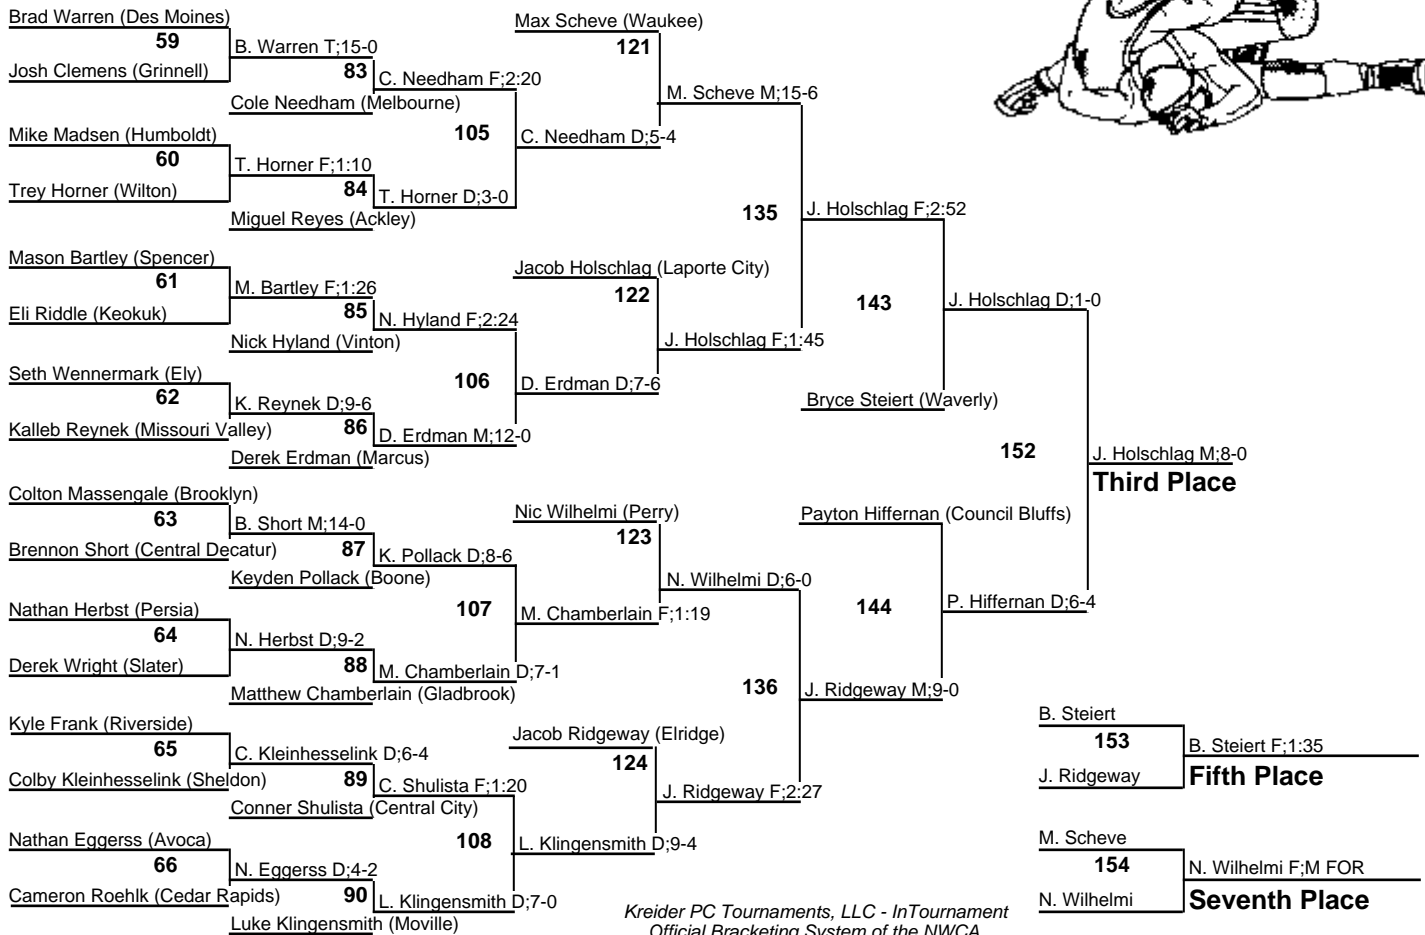 Brad Warren (Des Moines)
59
Josh Clemens (Grinnell)
B. Warren T;15-0
83
Cole Needham (Melbourne)
C. Needham F;2:20
Mike Madsen (Humboldt)
60
Trey Horner (Wilton)
T. Horner F;1:10
84
Miguel Reyes (Ackley)
T. Horner D;3-0
105
C. Needham D;5-4
Max Scheve (Waukee)
121
M. Scheve M;15-6
Mason Bartley (Spencer)
61
Eli Riddle (Keokuk)
M. Bartley F;1:26
85
Nick Hyland (Vinton)
N. Hyland F;2:24
Seth Wennermark (Ely)
62
Kalleb Reynek (Missouri Valley)
K. Reynek D;9-6
86
Derek Erdman (Marcus)
D. Erdman M;12-0
106
D. Erdman D;7-6
Jacob Holschlag (Laporte City)
122
J. Holschlag F;1:45
135
J. Holschlag F;2:52
143
Bryce Steiert (Waverly)
J. Holschlag D;1-0
Colton Massengale (Brooklyn)
63
Brennon Short (Central Decatur)
B. Short M;14-0
87
Keyden Pollack (Boone)
K. Pollack D;8-6
Nathan Herbst (Persia)
64
Derek Wright (Slater)
N. Herbst D;9-2
88
Matthew Chamberlain (Gladbrook)
M. Chamberlain D;7-1
107
M. Chamberlain F;1:19
Nic Wilhelmi (Perry)
123
N. Wilhelmi D;6-0
Kyle Frank (Riverside)
65
Colby Kleinhesselink (Sheldon)
C. Kleinhesselink D;6-4
89
Conner Shulista (Central City)
C. Shulista F;1:20
Nathan Eggerss (Avoca)
66
Cameron Roehlk (Cedar Rapids)
N. Eggerss D;4-2
90
Luke Klingensmith (Moville)
L. Klingensmith D;7-0
108
L. Klingensmith D;9-4
Jacob Ridgeway (Elridge)
124
J. Ridgeway F;2:27
136
J. Ridgeway M;9-0
Payton Hiffernan (Council Bluffs)
144
P. Hiffernan D;6-4
152
J. Holschlag M;8-0
Third Place
B. Steiert
153
J. Ridgeway
B. Steiert F;1:35
Fifth Place
M. Scheve
154
N. Wilhelmi
N. Wilhelmi F;M FOR
Seventh Place
Kreider PC Tournaments, LLC - InTournament
Official Bracketing System of the NWCA